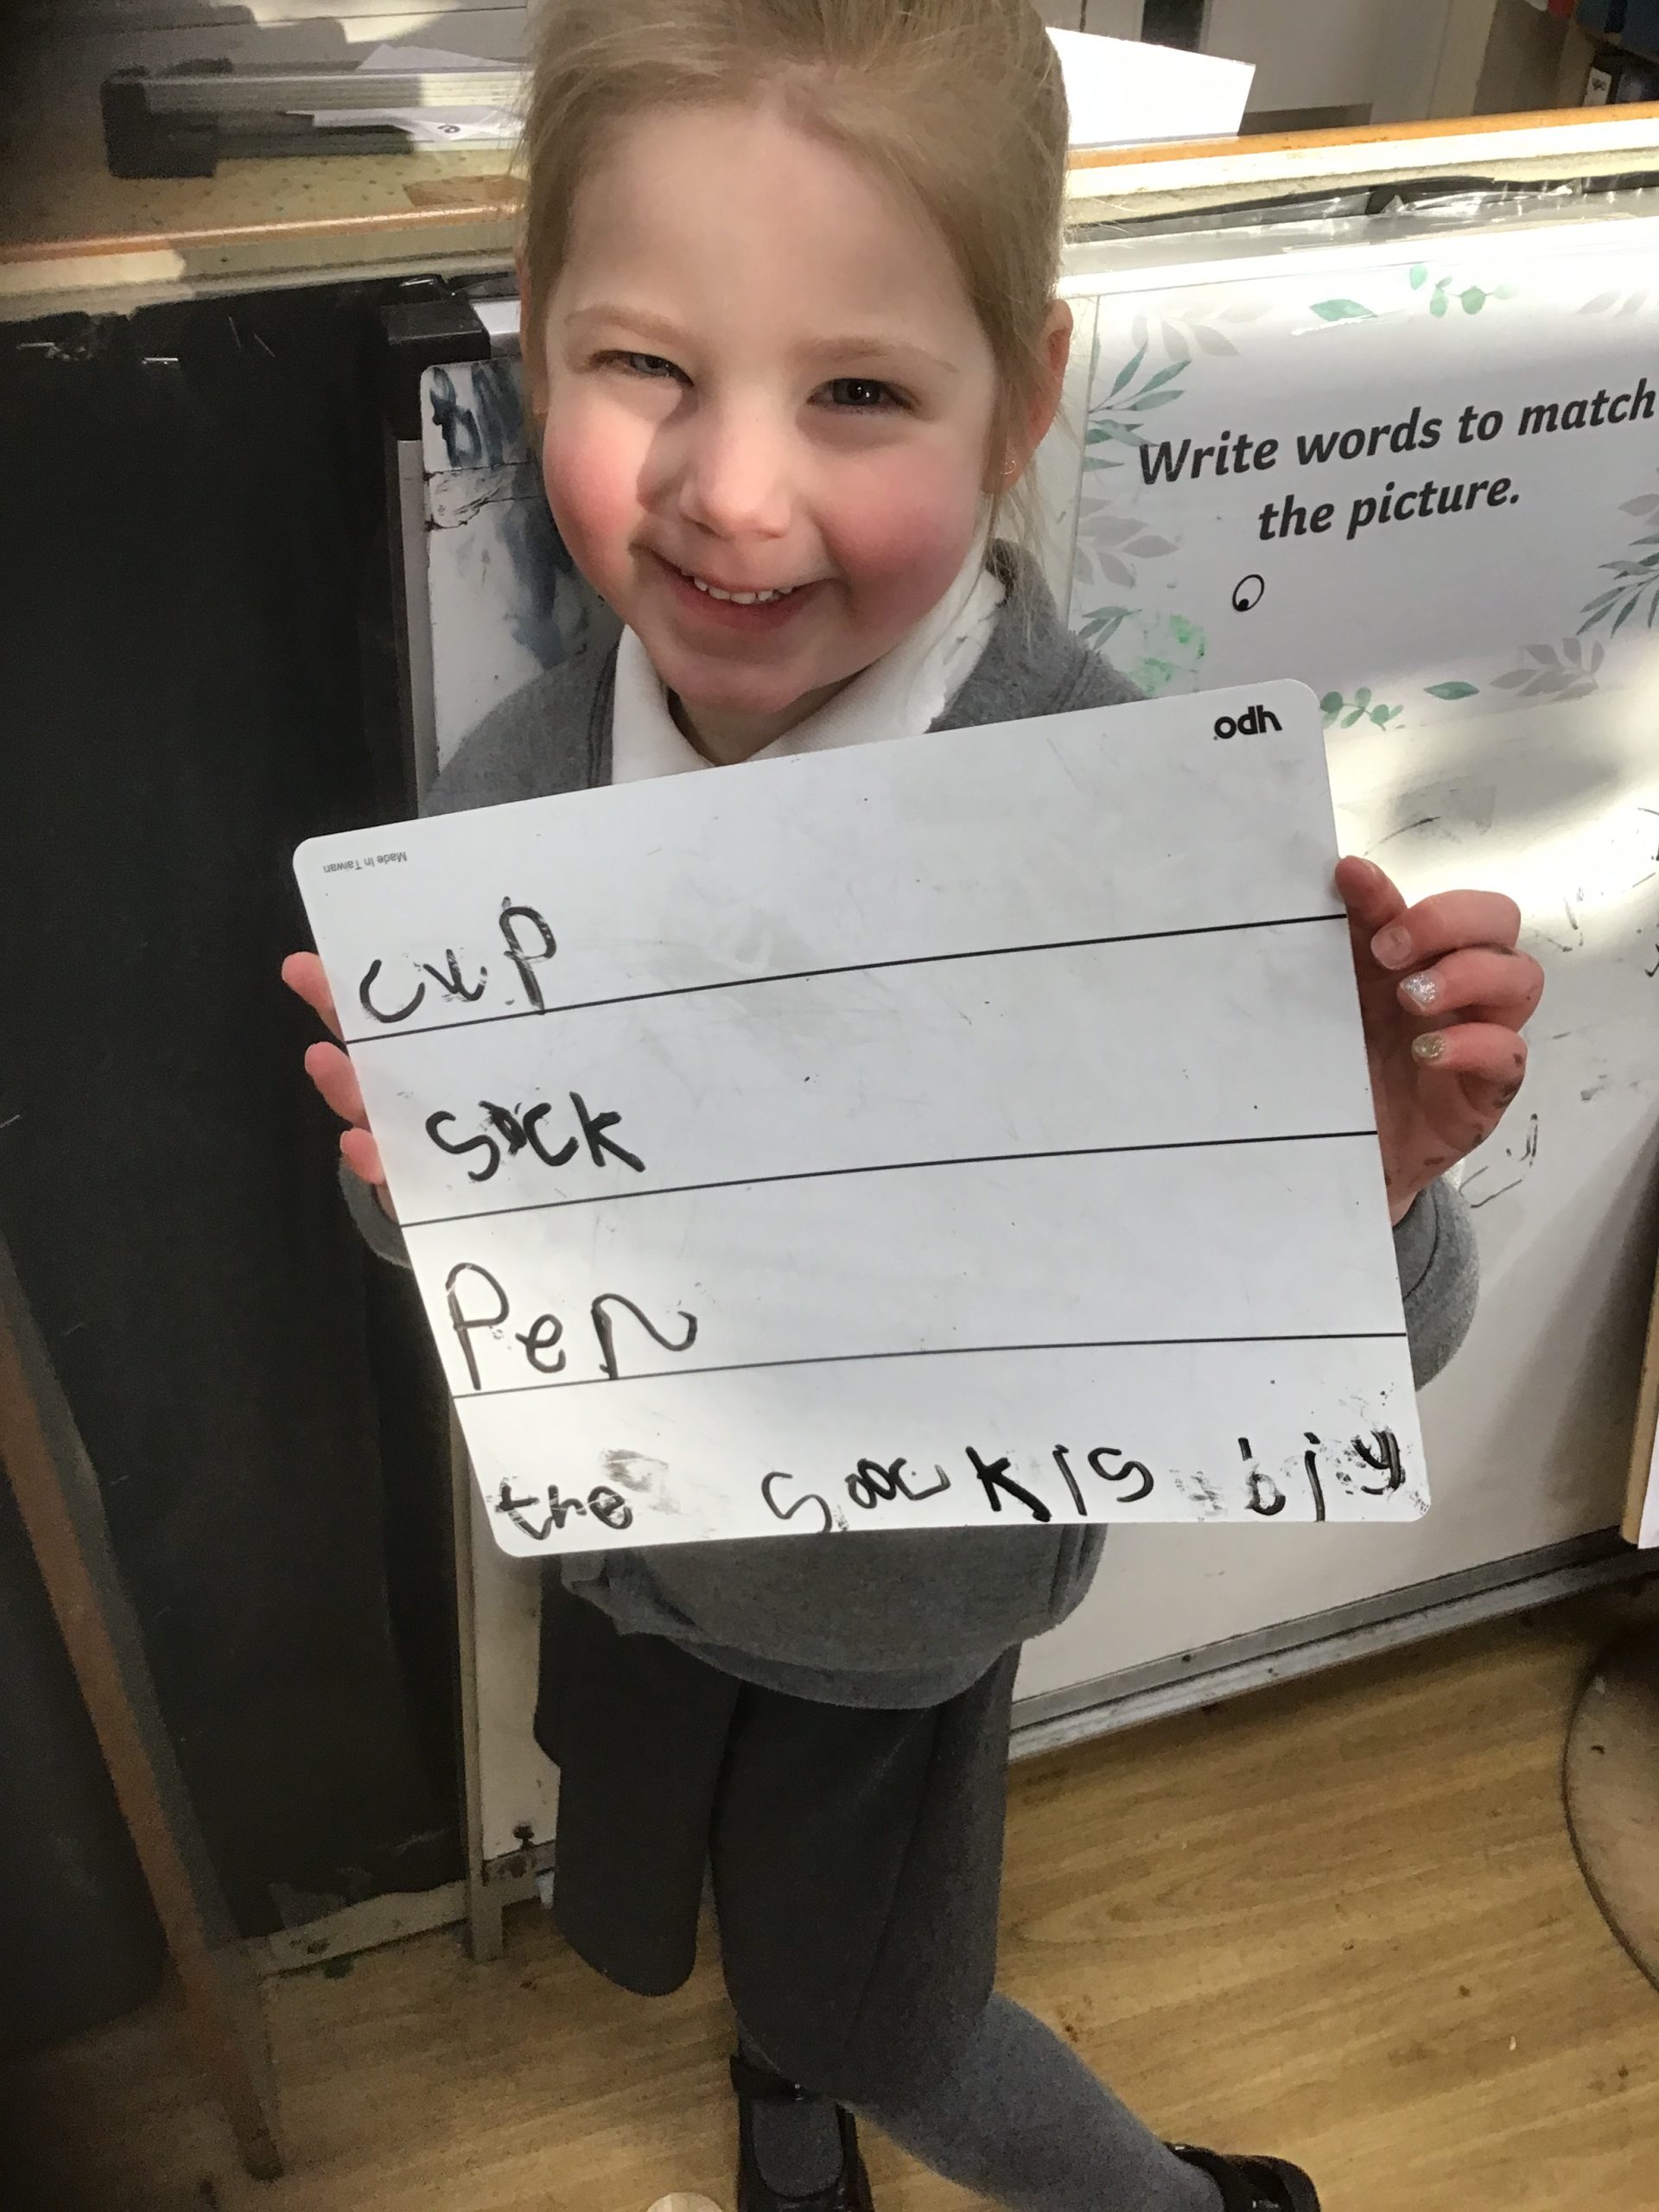 Write words to match
the picture.
odh
Made In Taiwan
cup
sock
Pen
the sock is big